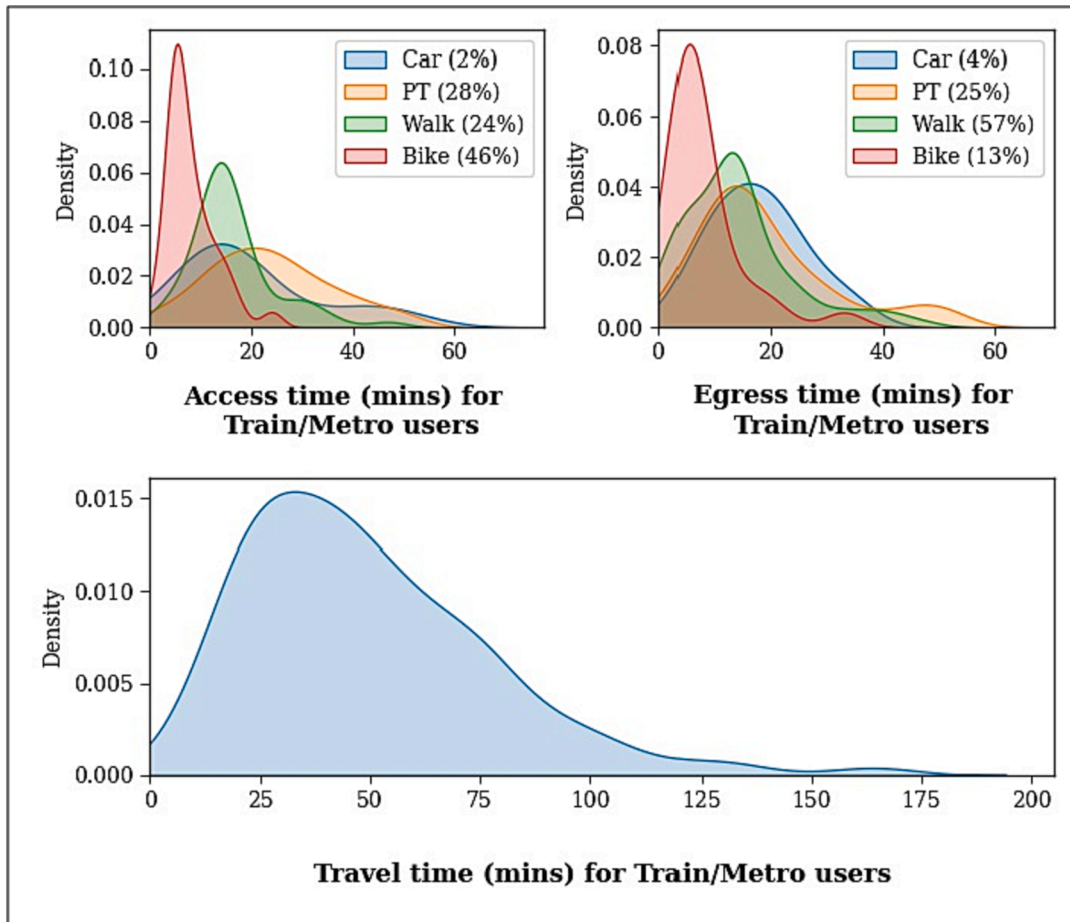 0.10
0.08
0.06
0.04
0.02
0.00
Density
Car (2%)
PT (28%)
Walk (24%)
Bike (46%)
0 20 40 60
Access time (mins) for
Train/Metro users
0.08
0.06
0.04
0.02
0.00
Density
Car (4%)
PT (25%)
Walk (57%)
Bike (13%)
0 20 40 60
Egress time (mins) for
Train/Metro users
0.015
0.010
0.005
0.000
Density
0 25 50 75 100 125 150 175 200
Travel time (mins) for Train/Metro users